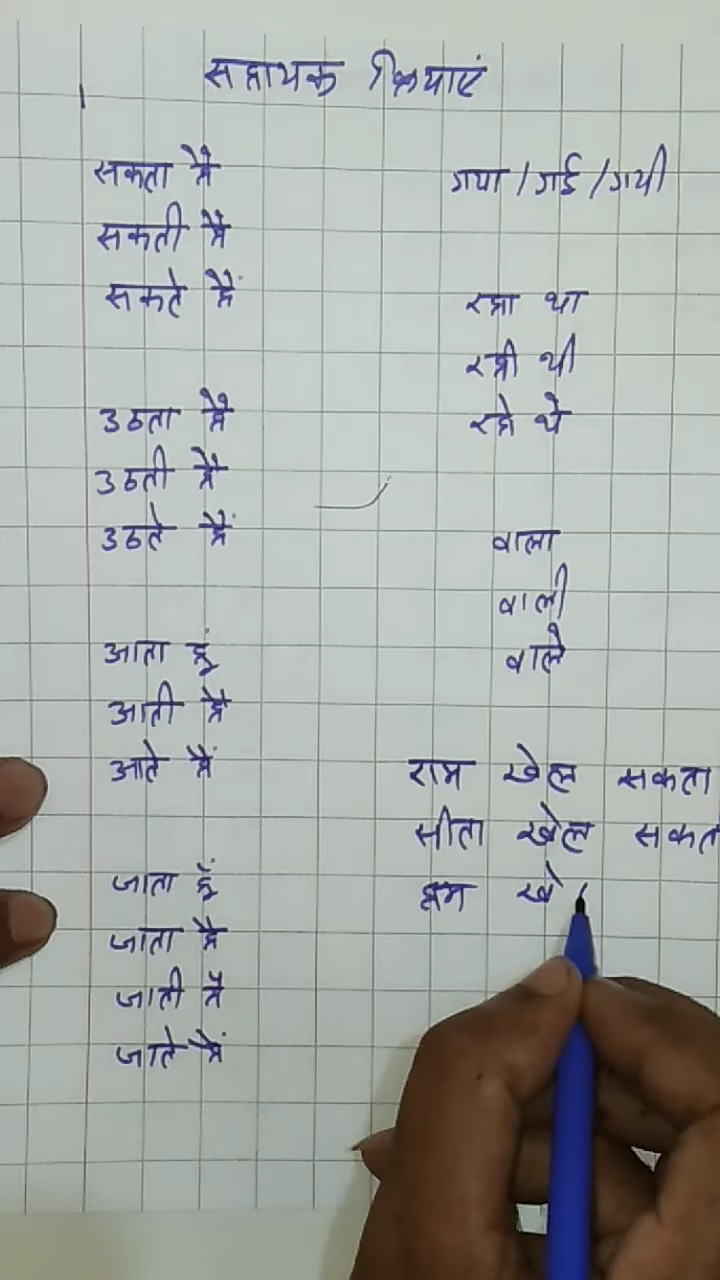 सहायक क्रियाएं
सकता है
सकती है
सकते हैं
उठता है
उठती है
उठते हैं
आता हूं
आती है
आते हैं
जाता हूँ
जाता है
जाती है
जाते हैं
गया / गई / गयी
रहा था
रही थी
रहे थे
वाला
वाली
वाले
राम खेल सकता
सीता खेल सकत
हम खे